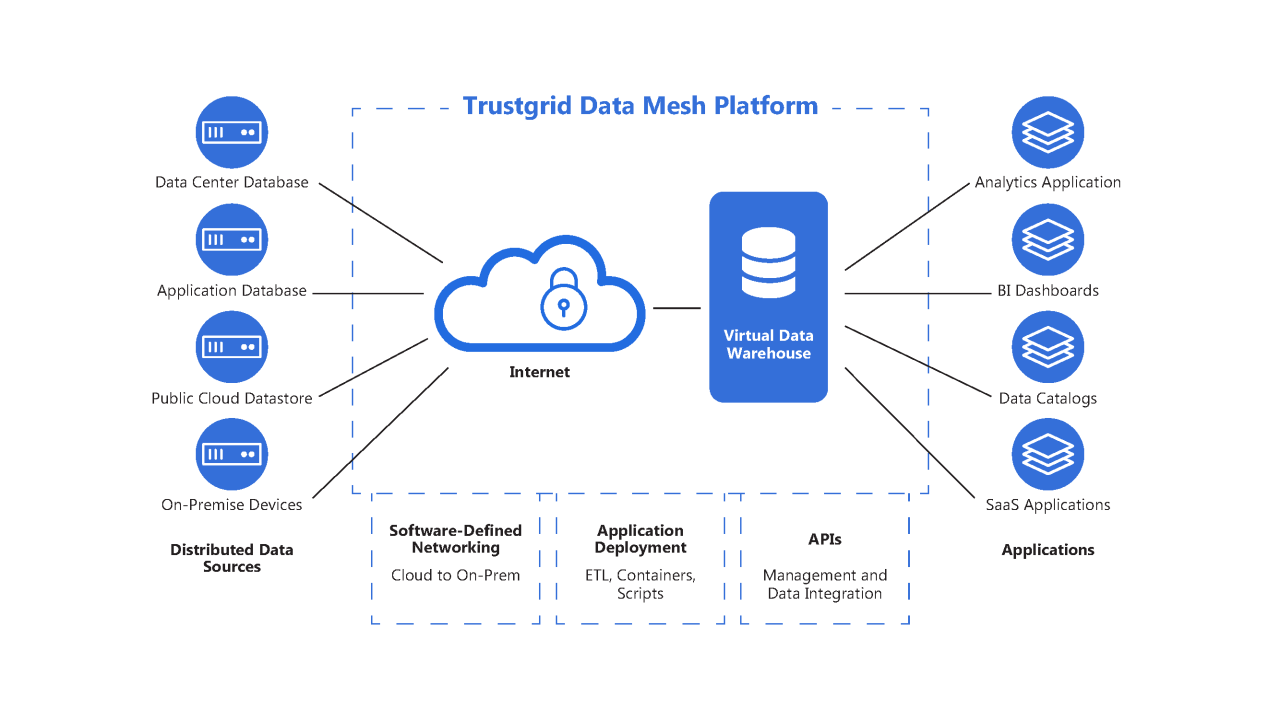 Trustgrid Data Mesh Platform
Data Center Database
Application Database
Public Cloud Datastore
On-Premise Devices
Distributed Data
Sources
Internet
Virtual Data
Warehouse
Analytics Application
BI Dashboards
Data Catalogs
SaaS Applications
Applications
Software-Defined
Networking
Cloud to On-Prem
Application
Deployment
ETL, Containers,
Scripts
APIs
Management and
Data Integration